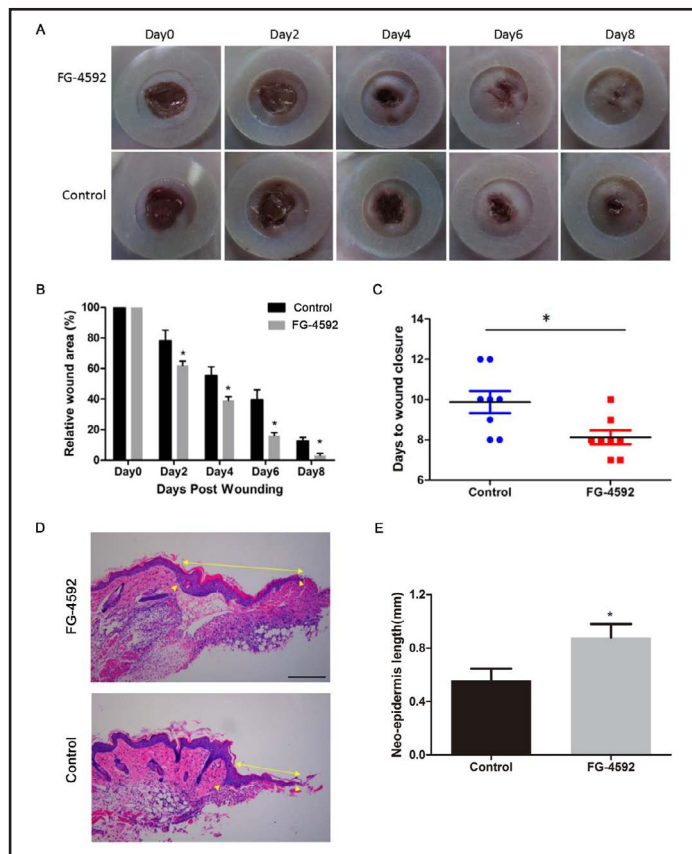 A
Day0 Day2 Day4 Day6 Day8
FG-4592
Control
B
Relative wound area (%)
100
80
60
40
20
0
Control
FG-4592
*
*
*
*
Day0 Day2 Day4 Day6 Day8
Days Post Wounding
C
Days to wound closure
14
12
10
8
6
*
Control FG-4592
D
FG-4592
Control
E
Neo-epidermis length(mm)
1.2
0.8
0.4
0.0
*
Control FG-4592